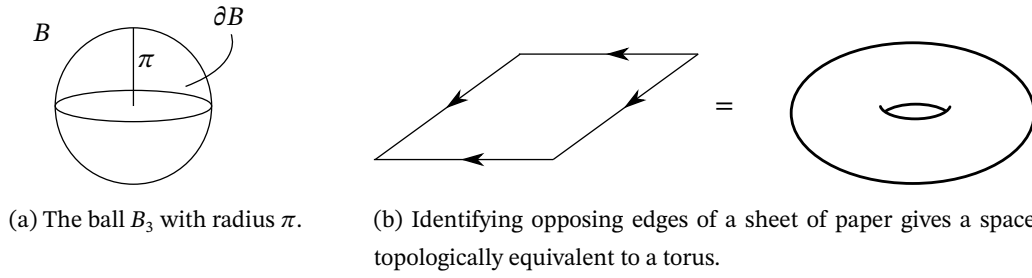 B
∂B
π
=
(a) The ball B₃ with radius π.
(b) Identifying opposing edges of a sheet of paper gives a space
topologically equivalent to a torus.